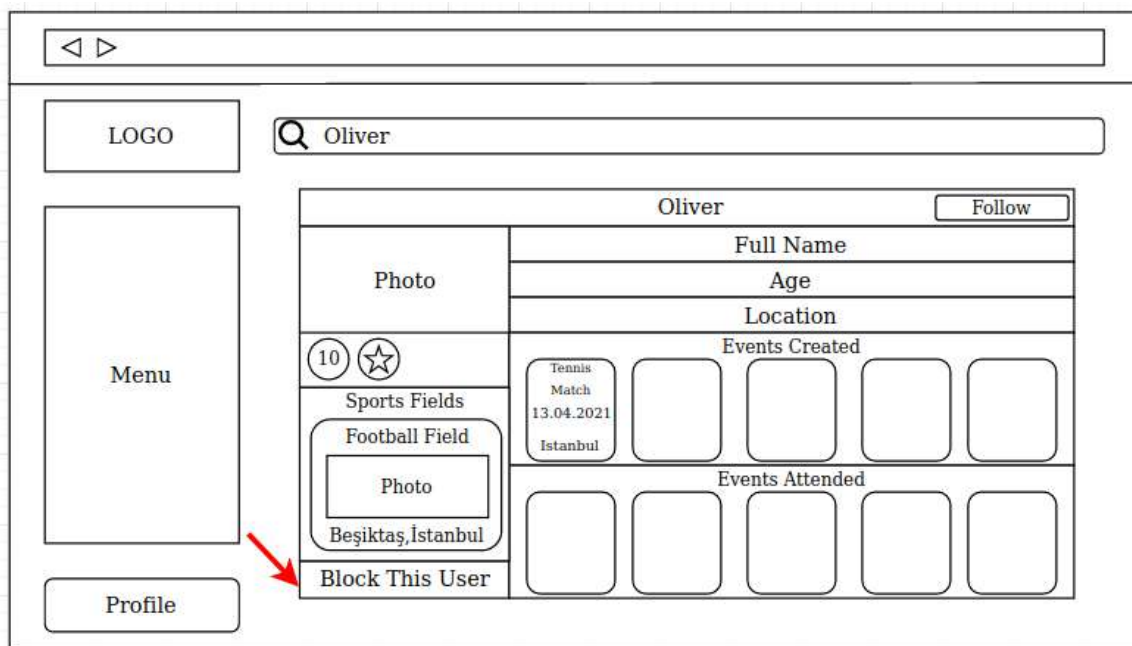 LOGO
Oliver
Menu
Profile
Oliver
Follow
Photo
Full Name
Age
Location
10
Sports Fields
Football Field
Photo
Beşiktaş,İstanbul
Block This User
Events Created
Tennis
Match
13.04.2021
Istanbul
Events Attended